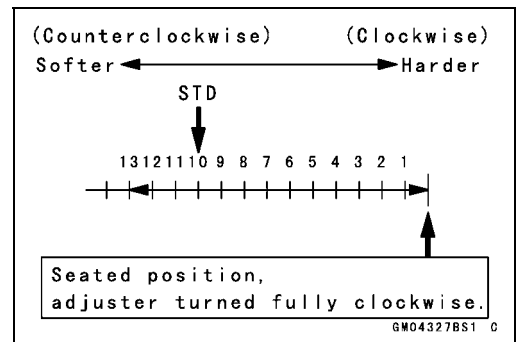 (Counterclockwise) (Clockwise)
Softer Harder
STD
13 12 11 10 9 8 7 6 5 4 3 2 1
Seated position,
adjuster turned fully clockwise.
GM04327BS1 C